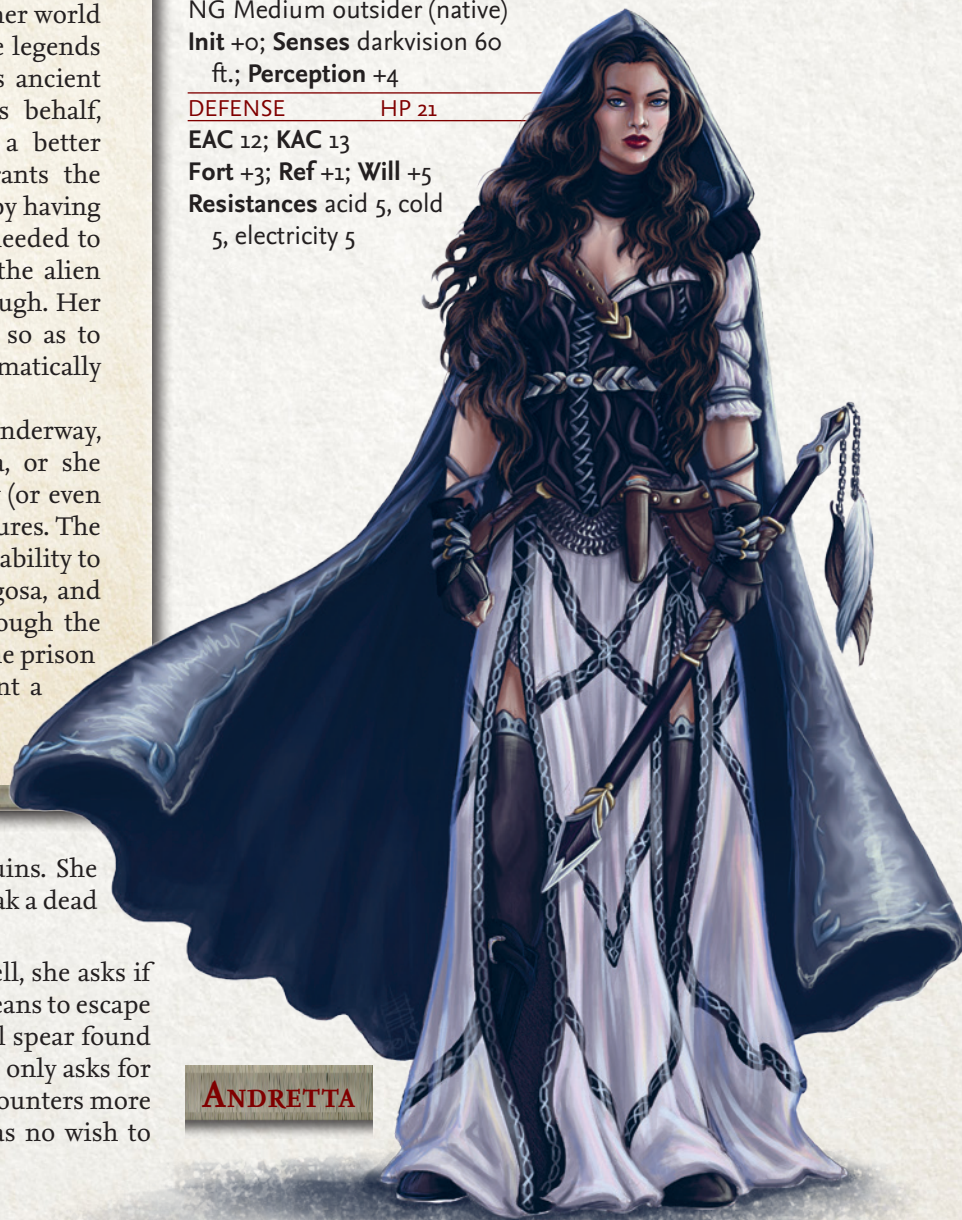 her world
e legends
s ancient
s behalf,
a better
rants the
by having
needed to
the alien
ugh. Her
so as to
matically
nderway,
a, or she
(or even
ures. The
ability to
gosa, and
ough the
e prison
nt a
uins. She
ak a dead
ell, she asks if
eans to escape
l spear found
only asks for
ounters more
as no wish to
NG Medium outsider (native)
Init +0; Senses darkvision 60
ft.; Perception +4
DEFENSE HP 21
EAC 12; KAC 13
Fort +3; Ref +1; Will +5
Resistances acid 5, cold
5, electricity 5
Andretta